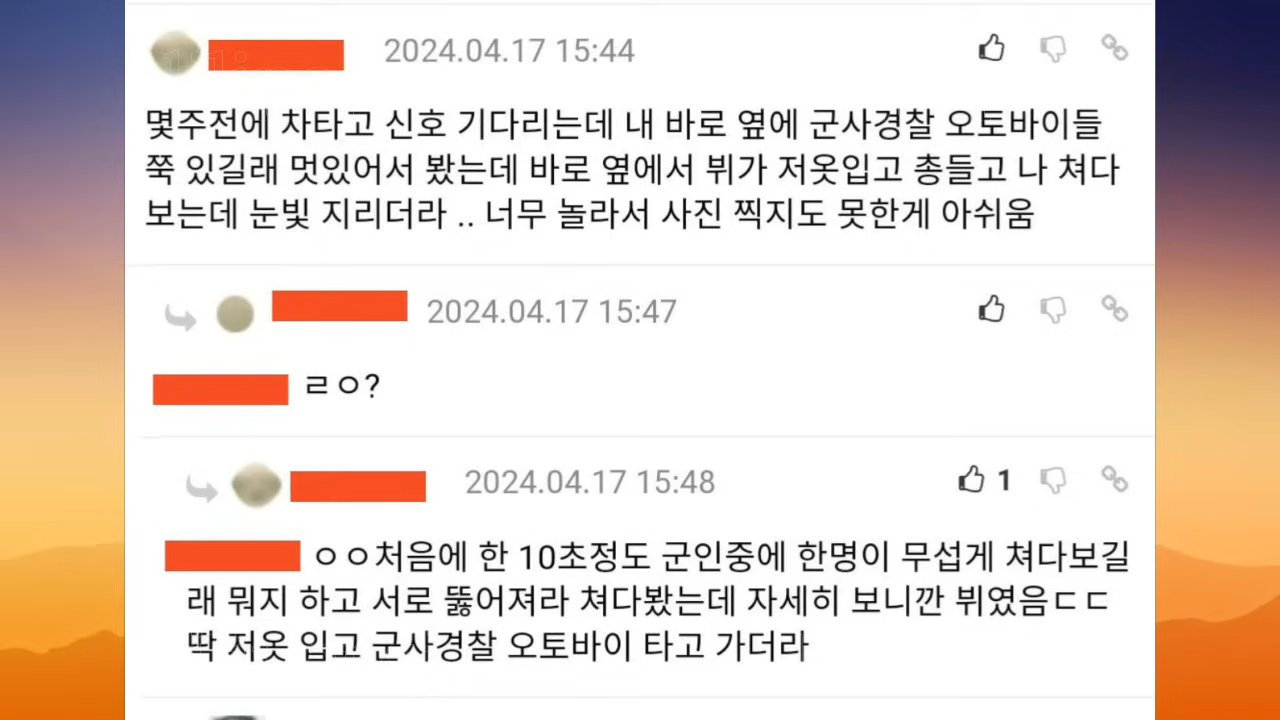 2024.04.17 15:44
몇주전에 차타고 신호 기다리는데 내 바로 옆에 군사경찰 오토바이들
쭉 있길래 멋있어서 봤는데 바로 옆에서 뷔가 저옷입고 총들고 나 쳐다
보는데 눈빛 지리더라 .. 너무 놀라서 사진 찍지도 못한게 아쉬움
2024.04.17 15:47
ㄹㅇ?
2024.04.17 15:48 1
ㅇㅇ처음에 한 10초정도 군인중에 한명이 무섭게 쳐다보길
래 뭐지 하고 서로 뚫어져라 쳐다봤는데 자세히 보니깐 뷔였음ㄷㄷ
딱 저옷 입고 군사경찰 오토바이 타고 가더라